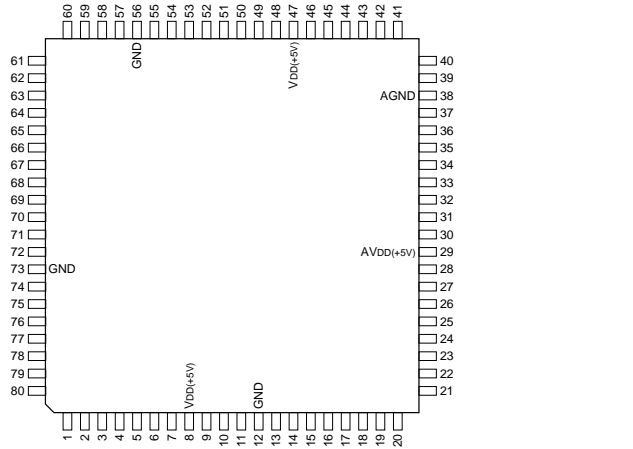 60 59 58 57 56 55 54 53 52 51 50 49 48 47 46 45 44 43 42 41
GND
VDD(+5V)
61 40
62 39
63 AGND 38
64 37
65 36
66 35
67 34
68 33
69 32
70 31
71 30
72 AVDD(+5V) 29
73 GND 28
74 27
75 26
76 25
77 24
78 23
79 22
80 21
VDD(+5V)
GND
1 2 3 4 5 6 7 8 9 10 11 12 13 14 15 16 17 18 19 20